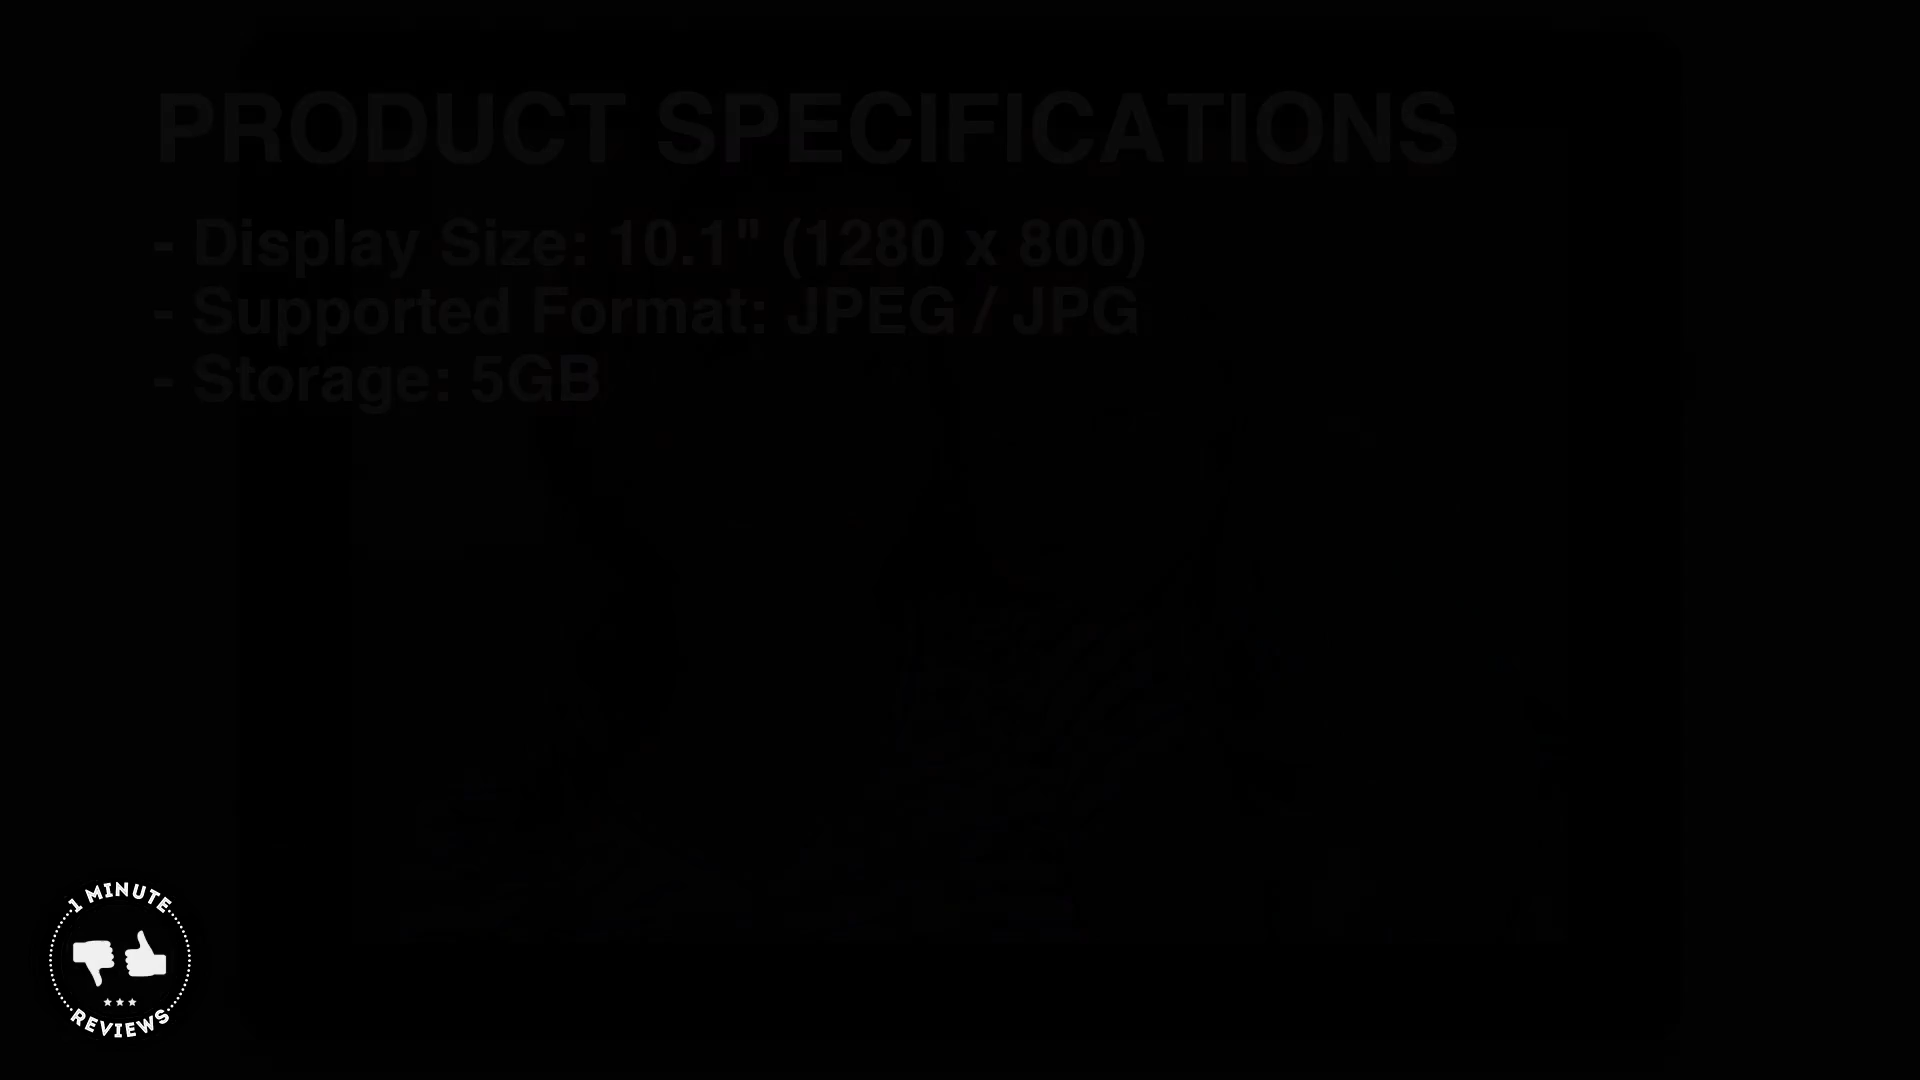 PRODUCT SPECIFICATIONS
- Display Size: 10.1" (1280 x 800)
- Supported Format: JPEG / JPG
- Storage: 5GB
1 MINUTE
REVIEWS